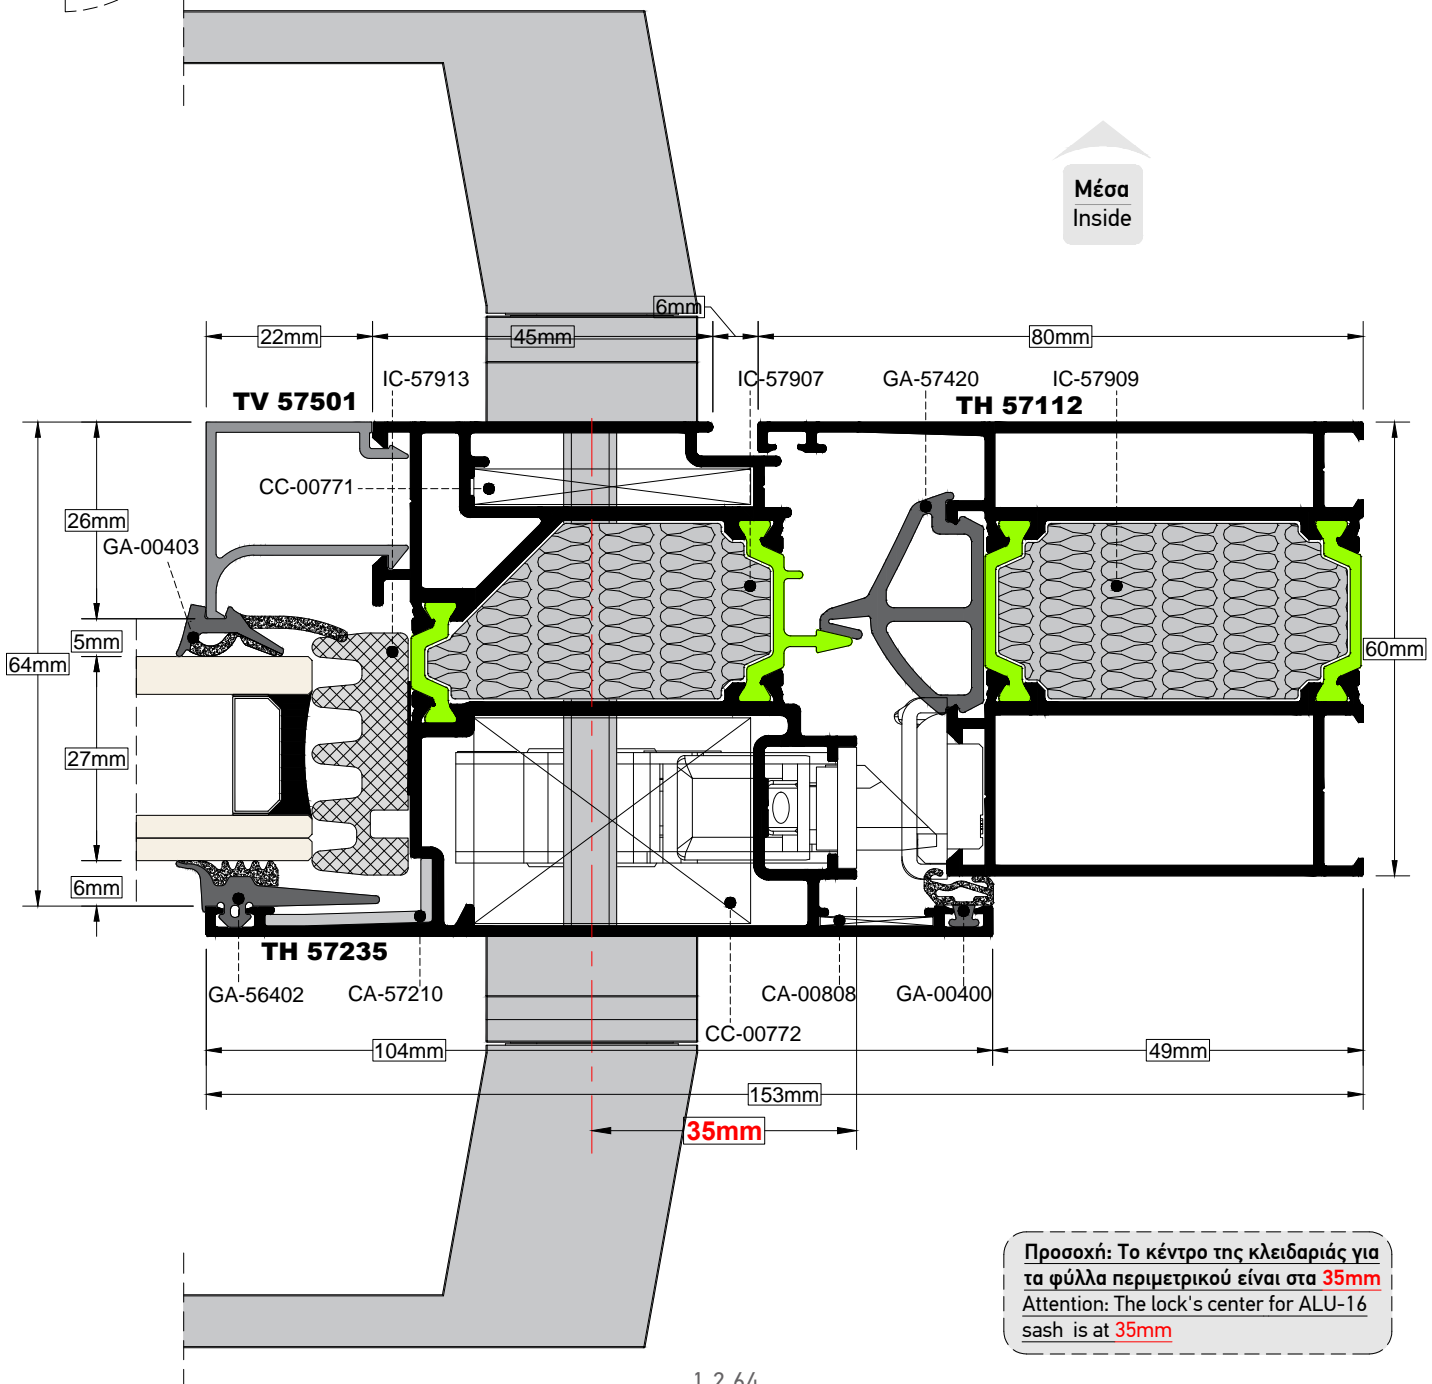 Μέσα
Inside
6mm
22mm
45mm
80mm
IC-57913
IC-57907
GA-57420
IC-57909
TV 57501
TH 57112
CC-00771
26mm
GA-00403
5mm
64mm
60mm
27mm
6mm
TH 57235
GA-56402
CA-57210
CA-00808
GA-00400
CC-00772
104mm
49mm
153mm
35mm
Προσοχή: Το κέντρο της κλειδαριάς για
τα φύλλα περιμετρικού είναι στα 35mm
Attention: The lock's center for ALU-16
sash is at 35mm